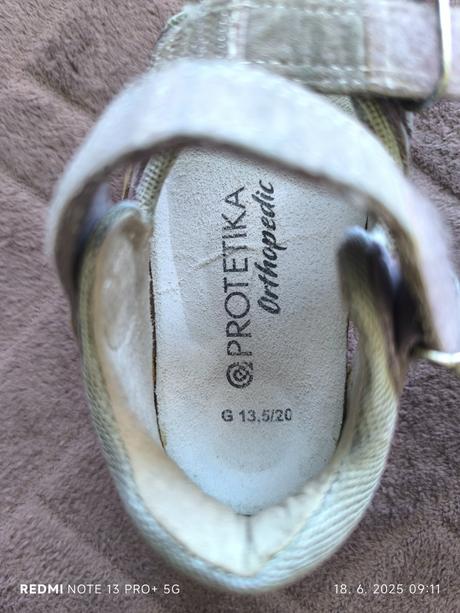 PROTETIKA
Orthopedic
G 13,5/20
REDMI NOTE 13 PRO+ 5G
18. 6. 2025 09:11